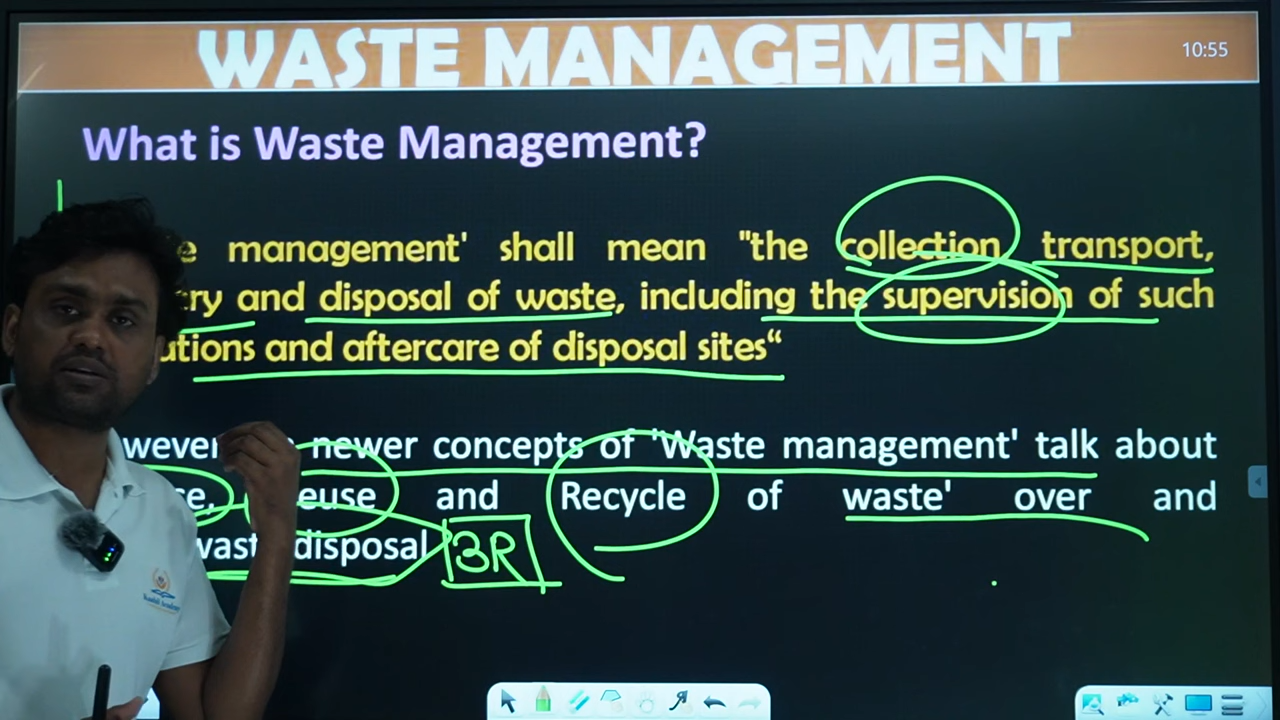 WASTE MANAGEMENT
10:55
What is Waste Management?
management' shall mean "the collection transport,
and disposal of waste, including the supervision of such
and aftercare of disposal sites“
newer concepts of 'Waste management' talk about
and Recycle of waste' over and
disposal 3R